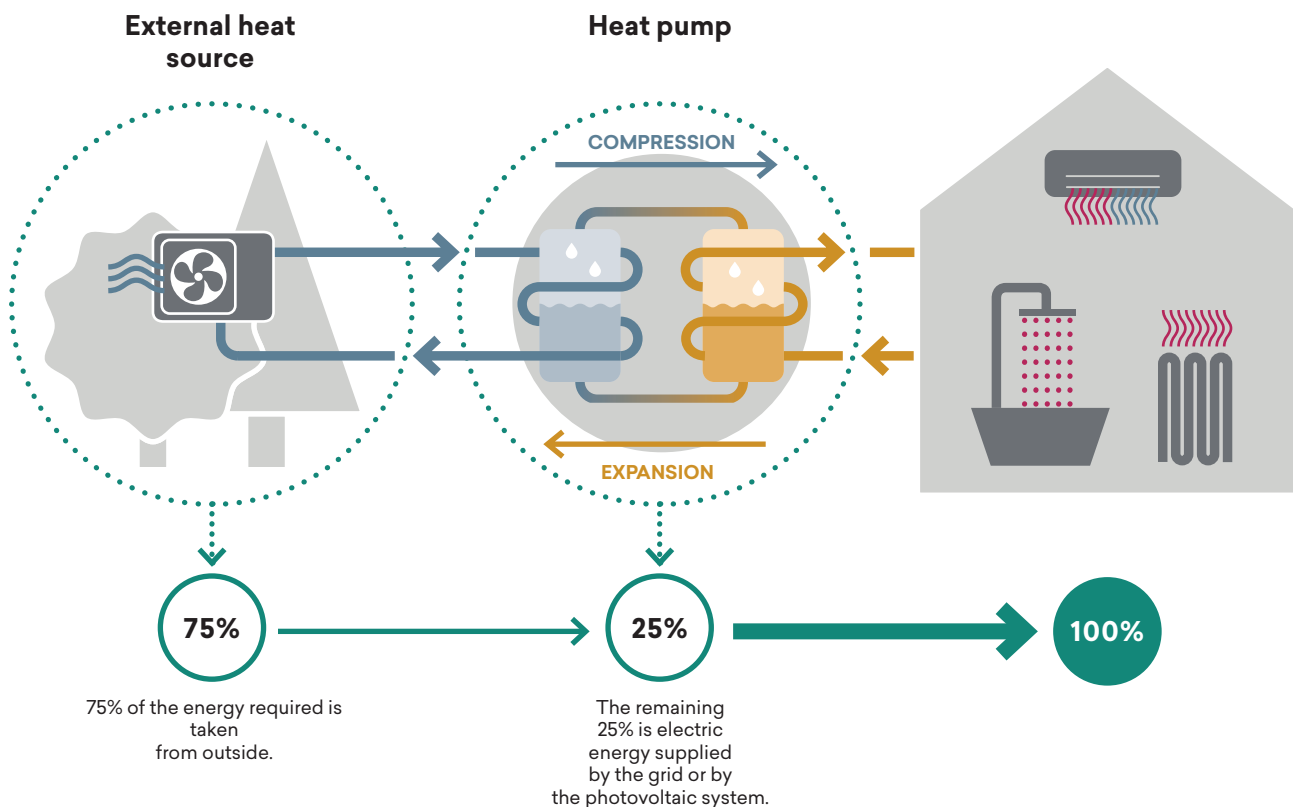 External heat
source
Heat pump
COMPRESSION
EXPANSION
75%
25%
100%
75% of the energy required is
taken
from outside.
The remaining
25% is electric
energy supplied
by the grid or by
the photovoltaic system.